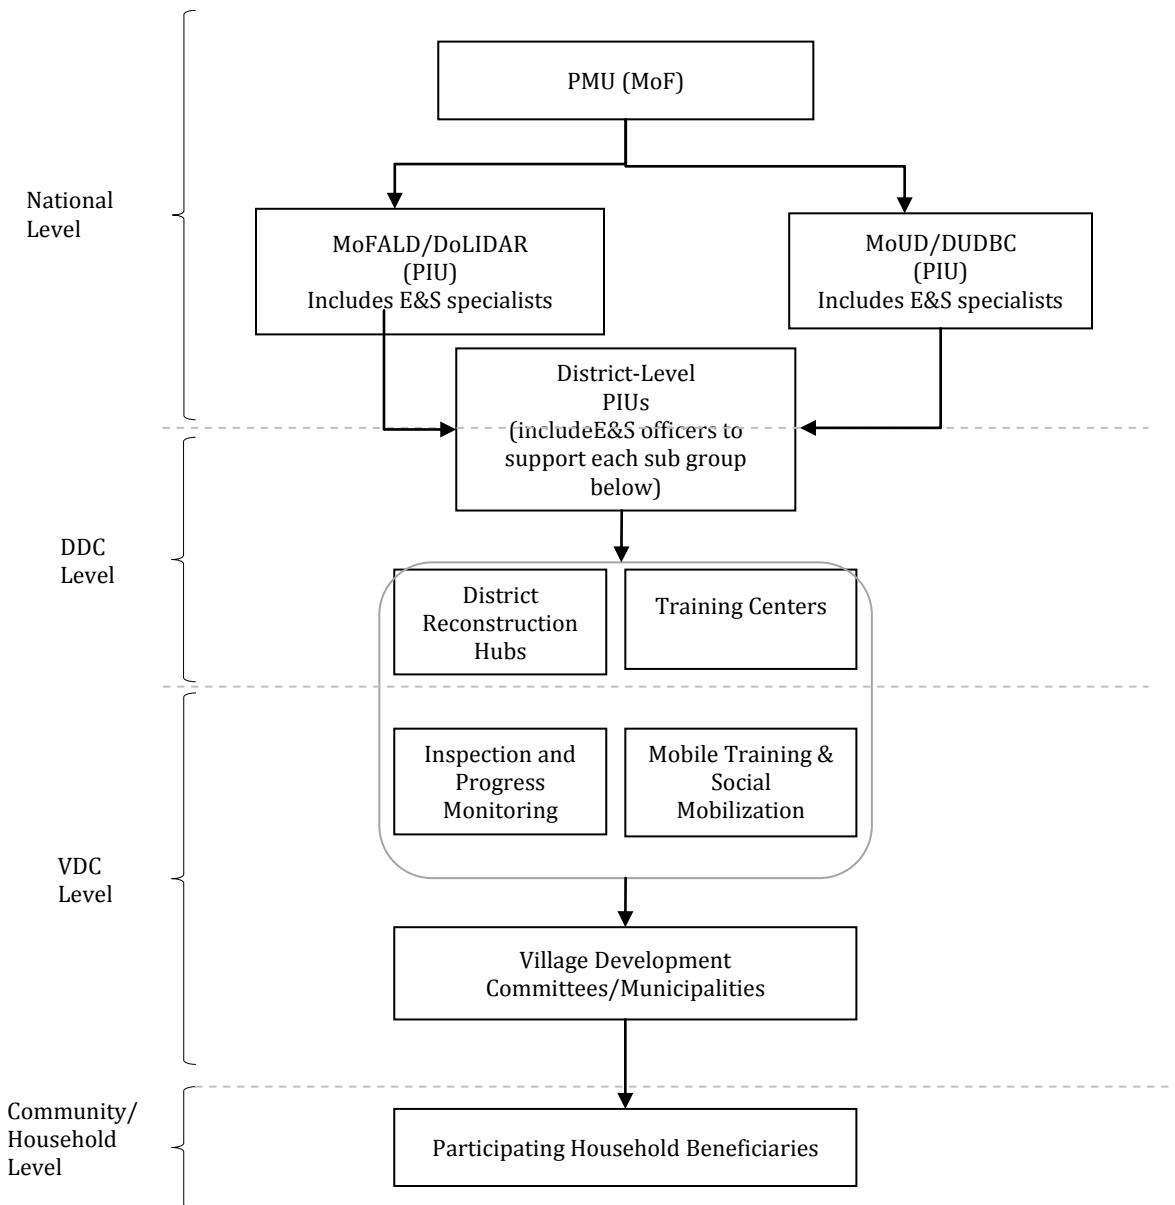 PMU (MoF)
National
Level
MoFALD/DoLIDAR
(PIU)
Includes E&S specialists
MoUD/DUDBC
(PIU)
Includes E&S specialists
District-Level
PIUs
(includeE&S officers to
support each sub group
below)
DDC
Level
District
Reconstruction
Hubs
Training Centers
Inspection and
Progress
Monitoring
Mobile Training &
Social
Mobilization
VDC
Level
Village Development
Committees/Municipalities
Community/
Household
Level
Participating Household Beneficiaries